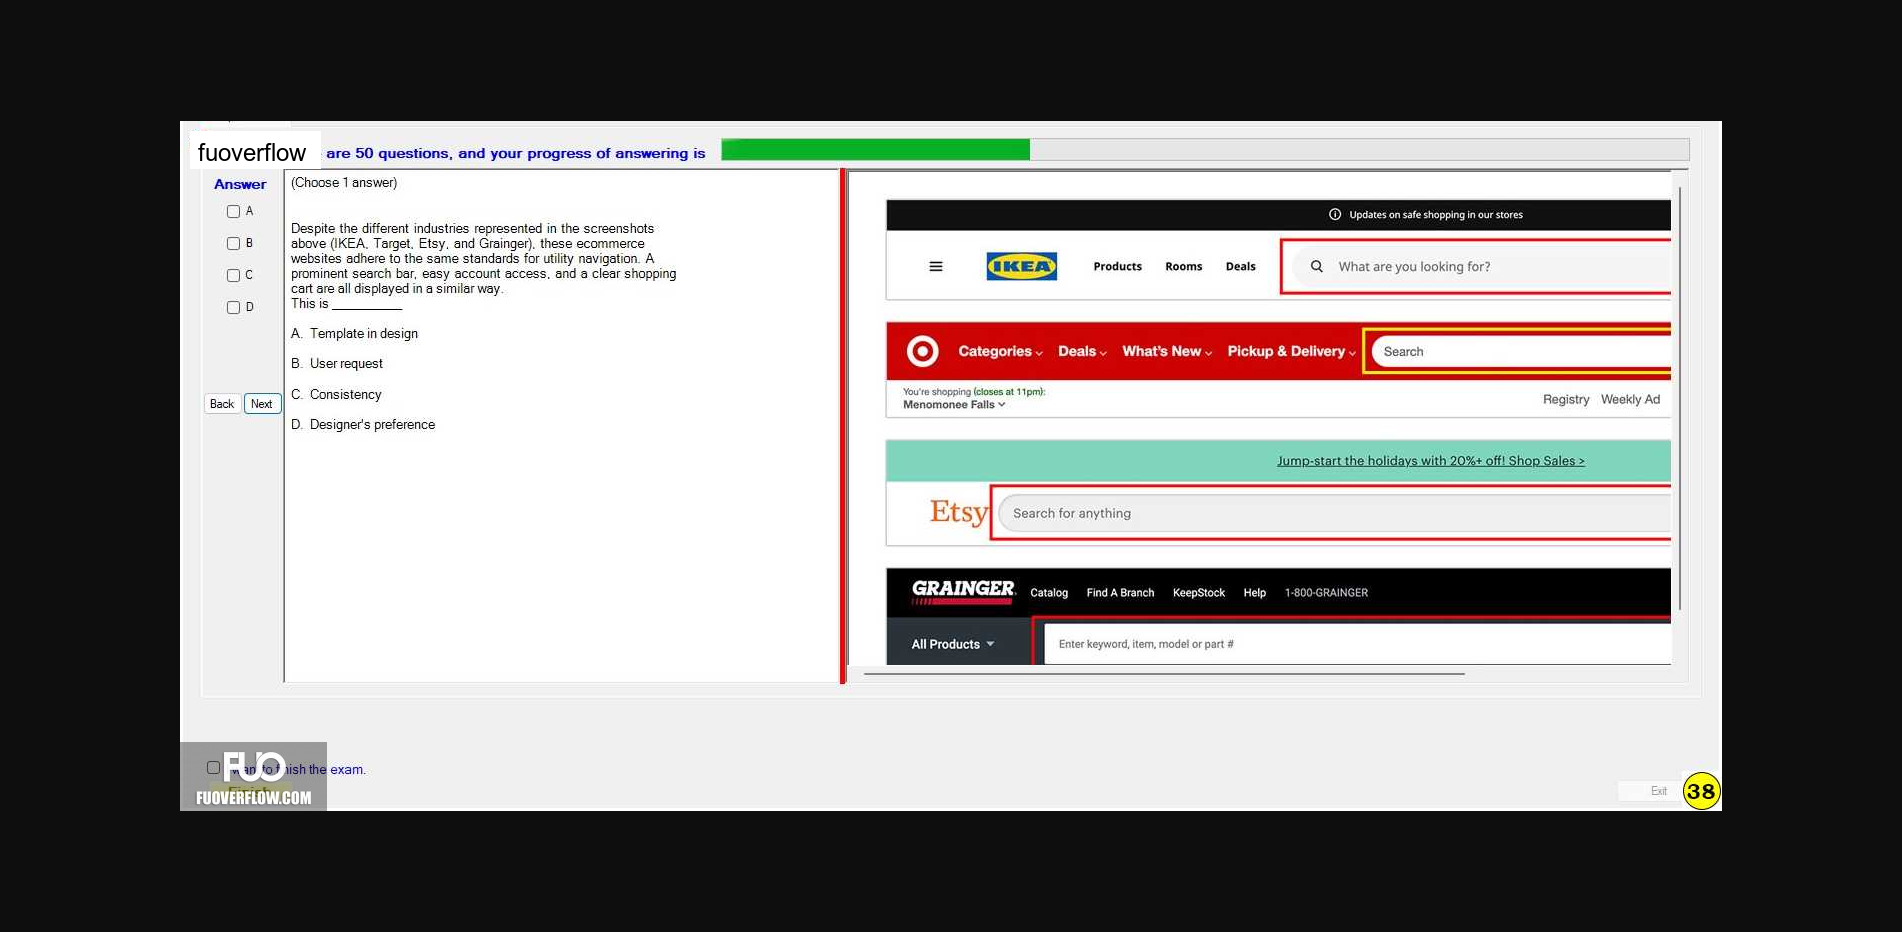 fuoverflow
are 50 questions, and your progress of answering is
Answer
A
B
C
D
Back
Next
(Choose 1 answer)
Despite the different industries represented in the screenshots
above (IKEA, Target, Etsy, and Grainger), these ecommerce
websites adhere to the same standards for utility navigation. A
prominent search bar, easy account access, and a clear shopping
cart are all displayed in a similar way.
This is __________
A. Template in design
B. User request
C. Consistency
D. Designer's preference
Updates on safe shopping in our stores
IKEA
Products Rooms Deals
What are you looking for?
Categories Deals What's New Pickup & Delivery
Search
You're shopping (closes at 11pm):
Menomonee Falls
Registry Weekly Ad
Jump-start the holidays with 20%+ off! Shop Sales >
Etsy
Search for anything
GRAINGER
Catalog Find A Branch KeepStock Help 1-800-GRAINGER
All Products
Enter keyword, item, model or part #
FUO
to finish the exam.
Finish
FUOVERFLOW.COM
Exit
38